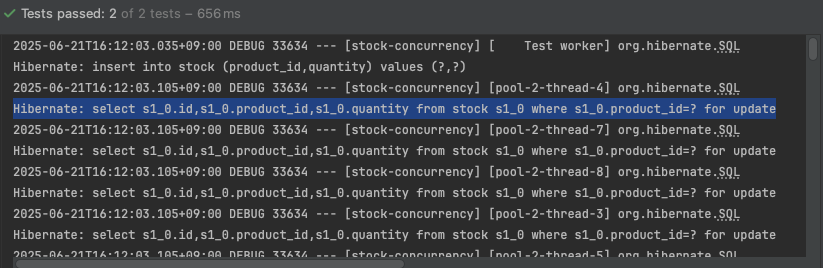 Tests passed: 2 of 2 tests – 656 ms
2025-06-21T16:12:03.035+09:00 DEBUG 33634 --- [stock-concurrency] [    Test worker] org.hibernate.SQL
Hibernate: insert into stock (product_id,quantity) values (?,?)
2025-06-21T16:12:03.105+09:00 DEBUG 33634 --- [stock-concurrency] [pool-2-thread-4] org.hibernate.SQL
Hibernate: select s1_0.id,s1_0.product_id,s1_0.quantity from stock s1_0 where s1_0.product_id=? for update
2025-06-21T16:12:03.105+09:00 DEBUG 33634 --- [stock-concurrency] [pool-2-thread-7] org.hibernate.SQL
Hibernate: select s1_0.id,s1_0.product_id,s1_0.quantity from stock s1_0 where s1_0.product_id=? for update
2025-06-21T16:12:03.105+09:00 DEBUG 33634 --- [stock-concurrency] [pool-2-thread-8] org.hibernate.SQL
Hibernate: select s1_0.id,s1_0.product_id,s1_0.quantity from stock s1_0 where s1_0.product_id=? for update
2025-06-21T16:12:03.105+09:00 DEBUG 33634 --- [stock-concurrency] [pool-2-thread-3] org.hibernate.SQL
Hibernate: select s1_0.id,s1_0.product_id,s1_0.quantity from stock s1_0 where s1_0.product_id=? for update
2025-06-21T16:12:03.105+09:00 DEBUG 33634 --- [stock-concurrency] [pool-2-thread-5] org.hibernate.SQL